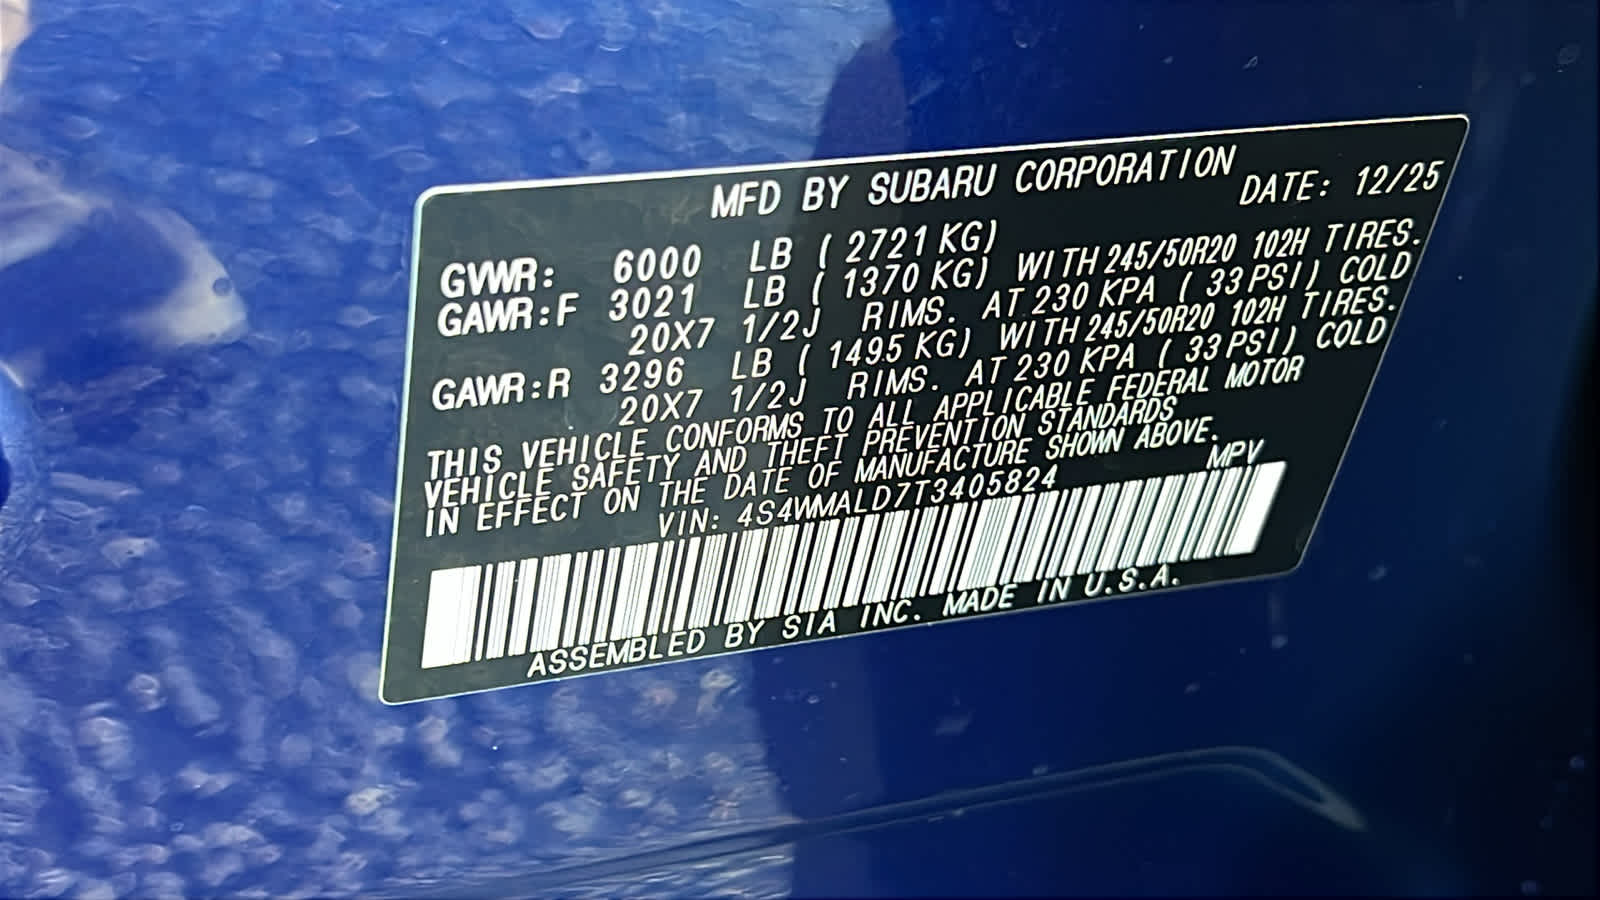 MFD BY SUBARU CORPORATION DATE: 12/25
GVWR: 6000 LB ( 2721 KG)
GAWR:F 3021 LB ( 1370 KG) WITH 245/50R20 102H TIRES.
20X7 1/2J RIMS. AT 230 KPA ( 33 PSI) COLD
GAWR:R 3296 LB ( 1495 KG) WITH 245/50R20 102H TIRES.
20X7 1/2J RIMS. AT 230 KPA ( 33 PSI) COLD
THIS VEHICLE CONFORMS TO ALL APPLICABLE FEDERAL MOTOR
VEHICLE SAFETY AND THEFT PREVENTION STANDARDS
IN EFFECT ON THE DATE OF MANUFACTURE SHOWN ABOVE.
VIN: 4S4WMALD7T3405824 MPV
ASSEMBLED BY SIA INC. MADE IN U.S.A.